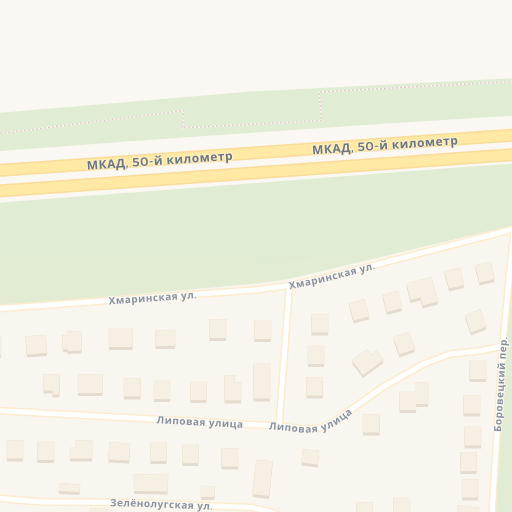 МКАД, 50-й километр
МКАД, 50-й километр
Хмаринская ул.
Хмаринская ул.
Боровецкий пер.
Липовая улица
Липовая улица
Зелёнолугская ул.